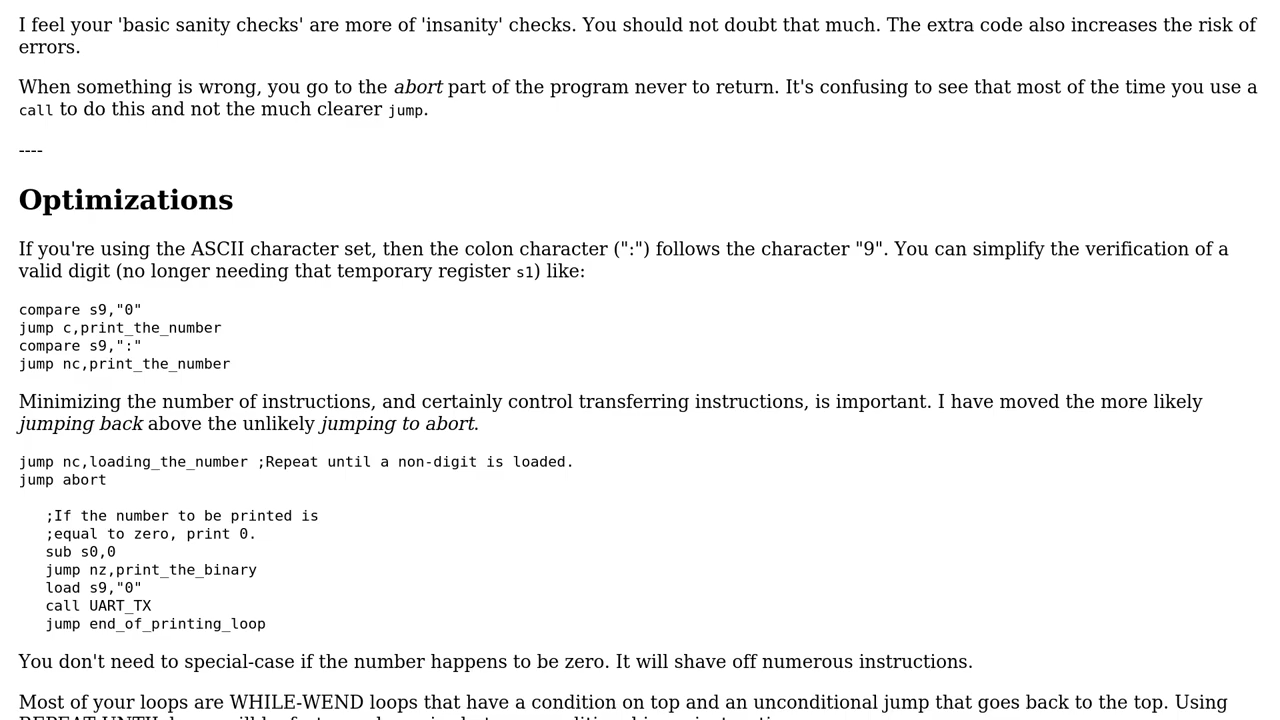 I feel your 'basic sanity checks' are more of 'insanity' checks. You should not doubt that much. The extra code also increases the risk of
errors.
When something is wrong, you go to the abort part of the program never to return. It's confusing to see that most of the time you use a
call to do this and not the much clearer jump.
----
Optimizations
If you're using the ASCII character set, then the colon character (":") follows the character "9". You can simplify the verification of a
valid digit (no longer needing that temporary register s1) like:
compare s9,"0"
jump c,print_the_number
compare s9,":"
jump nc,print_the_number
Minimizing the number of instructions, and certainly control transferring instructions, is important. I have moved the more likely
jumping back above the unlikely jumping to abort.
jump nc,loading_the_number ;Repeat until a non-digit is loaded.
jump abort
;If the number to be printed is
;equal to zero, print 0.
sub s0,0
jump nz,print_the_binary
load s9,"0"
call UART_TX
jump end_of_printing_loop
You don't need to special-case if the number happens to be zero. It will shave off numerous instructions.
Most of your loops are WHILE-WEND loops that have a condition on top and an unconditional jump that goes back to the top. Using